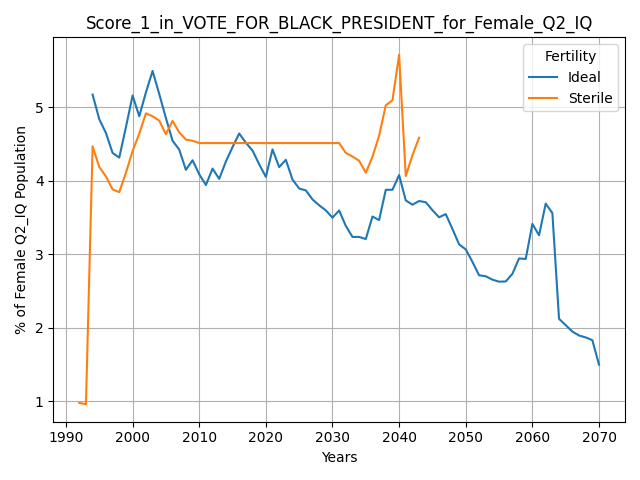 Score_1_in_VOTE_FOR_BLACK_PRESIDENT_for_Female_Q2_IQ
Fertility
Ideal
Sterile
% of Female Q2_IQ Population
5
4
3
2
1
1990 2000 2010 2020 2030 2040 2050 2060 2070
Years